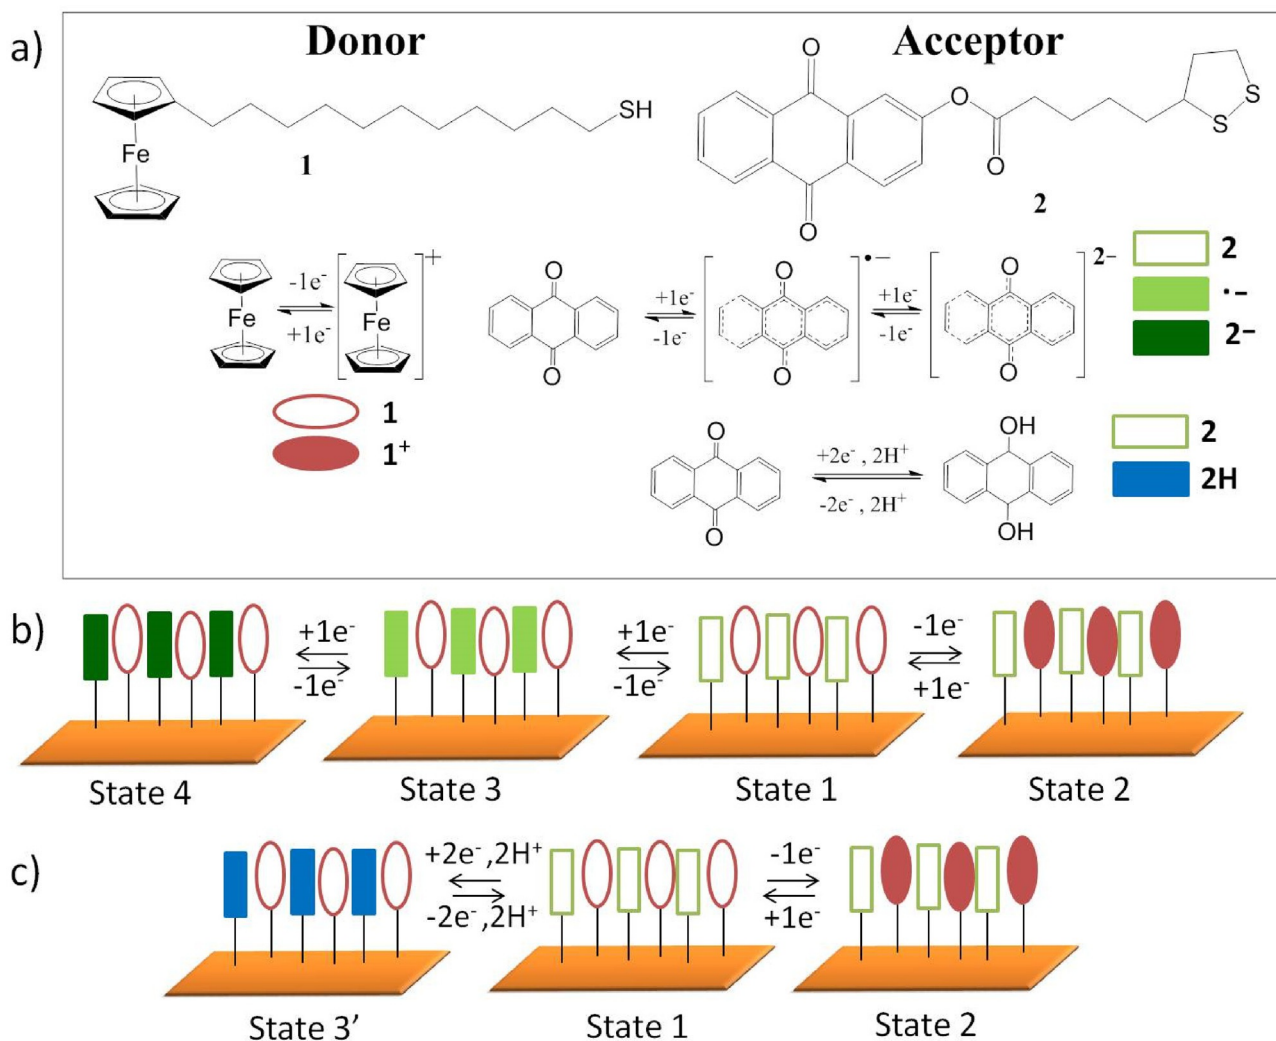 a)
Donor Acceptor
SH
Fe
1
O
O
O
O
S
S
2
-1e⁻
+1e⁻
Fe
Fe
+
O
O
+1e⁻
-1e⁻
O
O
•−
+1e⁻
-1e⁻
O
O
2−
2
·−
2−
1
1⁺
O
O
+2e⁻, 2H⁺
-2e⁻, 2H⁺
OH
OH
2
2H
b)
+1e⁻
-1e⁻
+1e⁻
-1e⁻
-1e⁻
+1e⁻
State 4 State 3 State 1 State 2
c)
+2e⁻,2H⁺
-2e⁻,2H⁺
-1e⁻
+1e⁻
State 3’ State 1 State 2